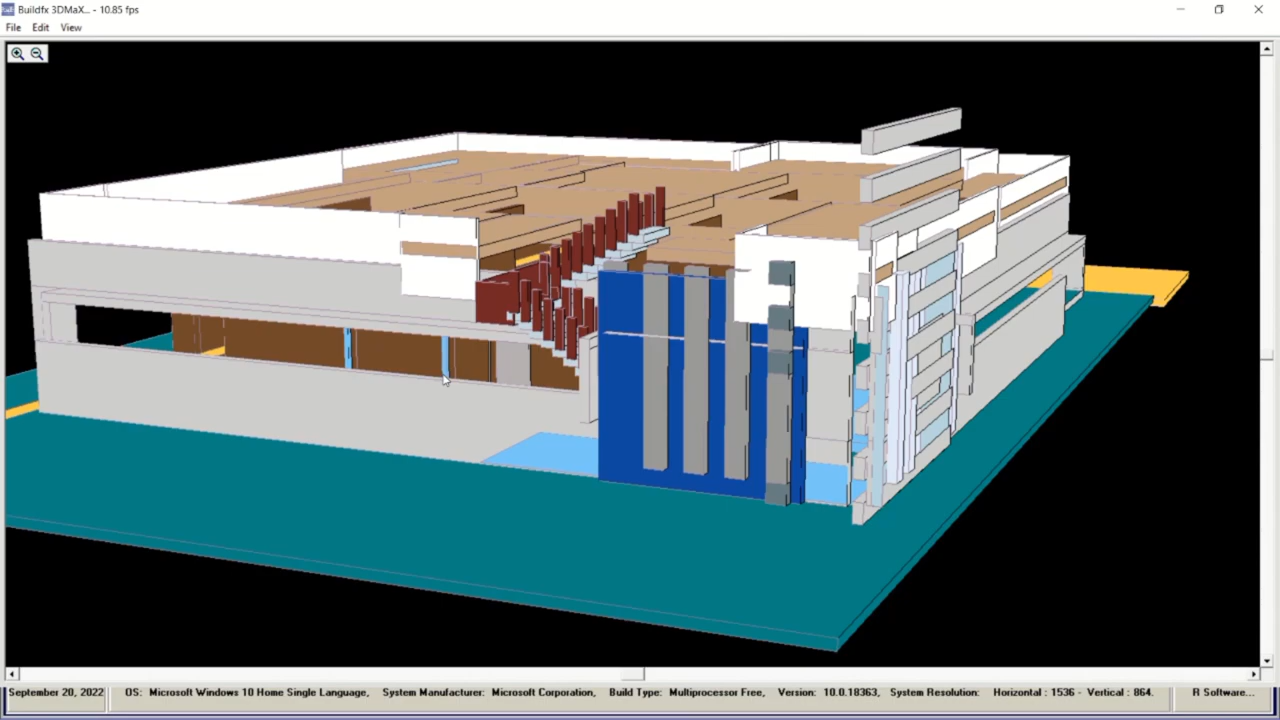 Buildfx 3DMaX... - 10.85 fps
File Edit View
September 20, 2022 OS: Microsoft Windows 10 Home Single Language, System Manufacturer: Microsoft Corporation, Build Type: Multiprocessor Free, Version: 10.0.18363, System Resolution: Horizontal : 1536 - Vertical : 864. R Software...